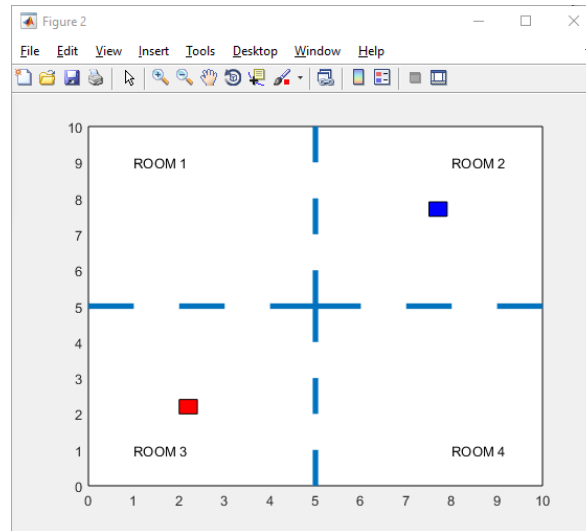 Figure 2
File Edit View Insert Tools Desktop Window Help
10
9
8
7
6
5
4
3
2
1
0
ROOM 1
ROOM 2
ROOM 3
ROOM 4
0 1 2 3 4 5 6 7 8 9 10